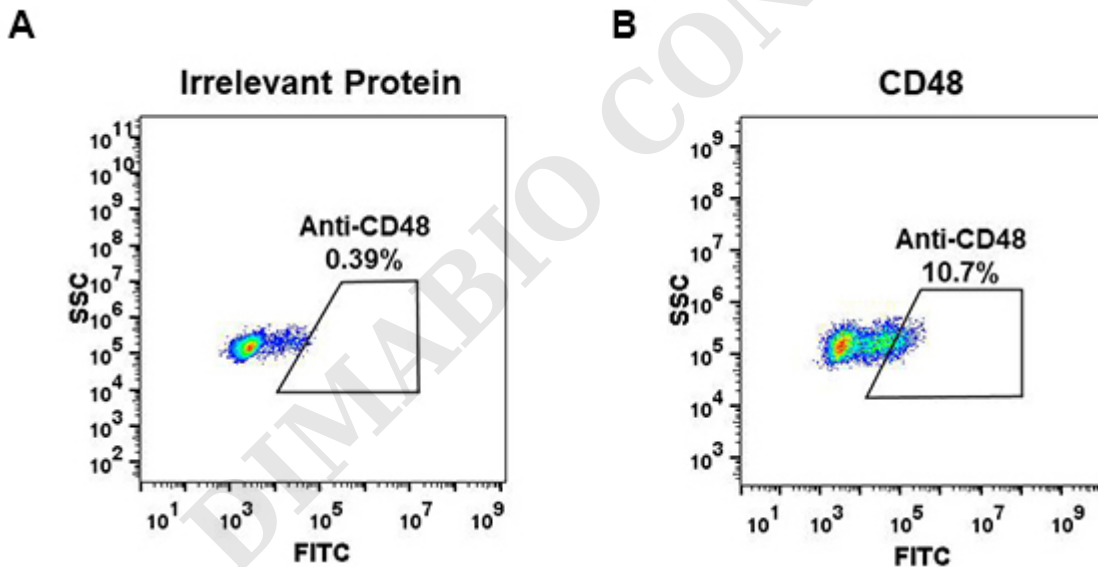 A
Irrelevant Protein
10^11
10^10
10^9
10^8
10^7
10^6
10^5
10^4
10^3
10^2
SSC
Anti-CD48
0.39%
10^1 10^3 10^5 10^7 10^9
FITC
B
CD48
10^9
10^8
10^7
10^6
10^5
10^4
10^3
SSC
Anti-CD48
10.7%
10^1 10^3 10^5 10^7 10^9
FITC
DIMABIO CON